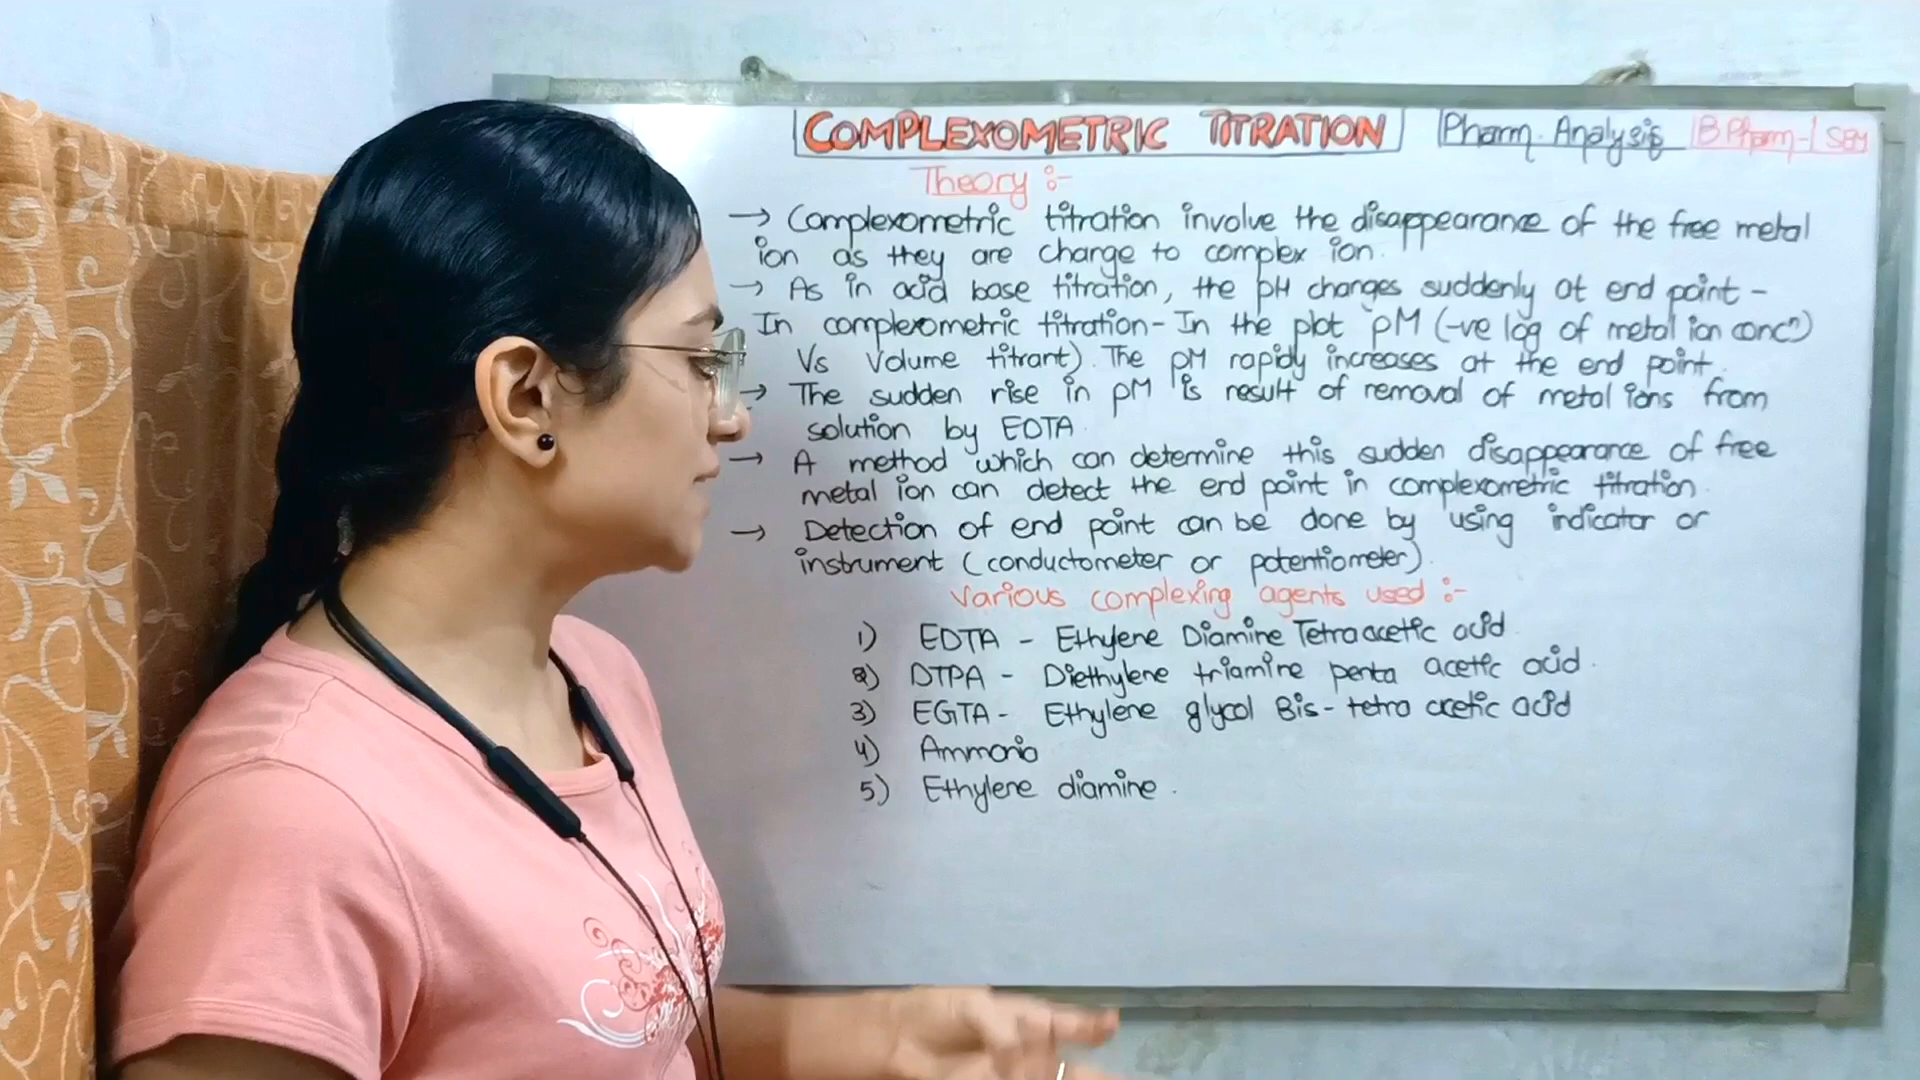 COMPLEXOMETRIC TITRATION Pharm. Analysis B Pharm-1 SEM
Theory :-
→ Complexometric titration involve the disappearance of the free metal
ion as they are change to complex ion.
→ As in acid base titration, the pH changes suddenly at end point -
In complexometric titration - In the plot pM (-ve log of metal ion concⁿ)
Vs Volume titrant). The pM rapidly increases at the end point.
→ The sudden rise in pM is result of removal of metal ions from
solution by EDTA.
→ A method which can determine this sudden disappearance of free
metal ion can detect the end point in complexometric titration.
→ Detection of end point can be done by using indicator or
instrument (conductometer or potentiometer).
Various complexing agents used :-
1) EDTA - Ethylene Diamine Tetraacetic acid.
2) DTPA - Diethylene triamine penta acetic acid.
3) EGTA - Ethylene glycol Bis-tetra acetic acid
4) Ammonia
5) Ethylene diamine.